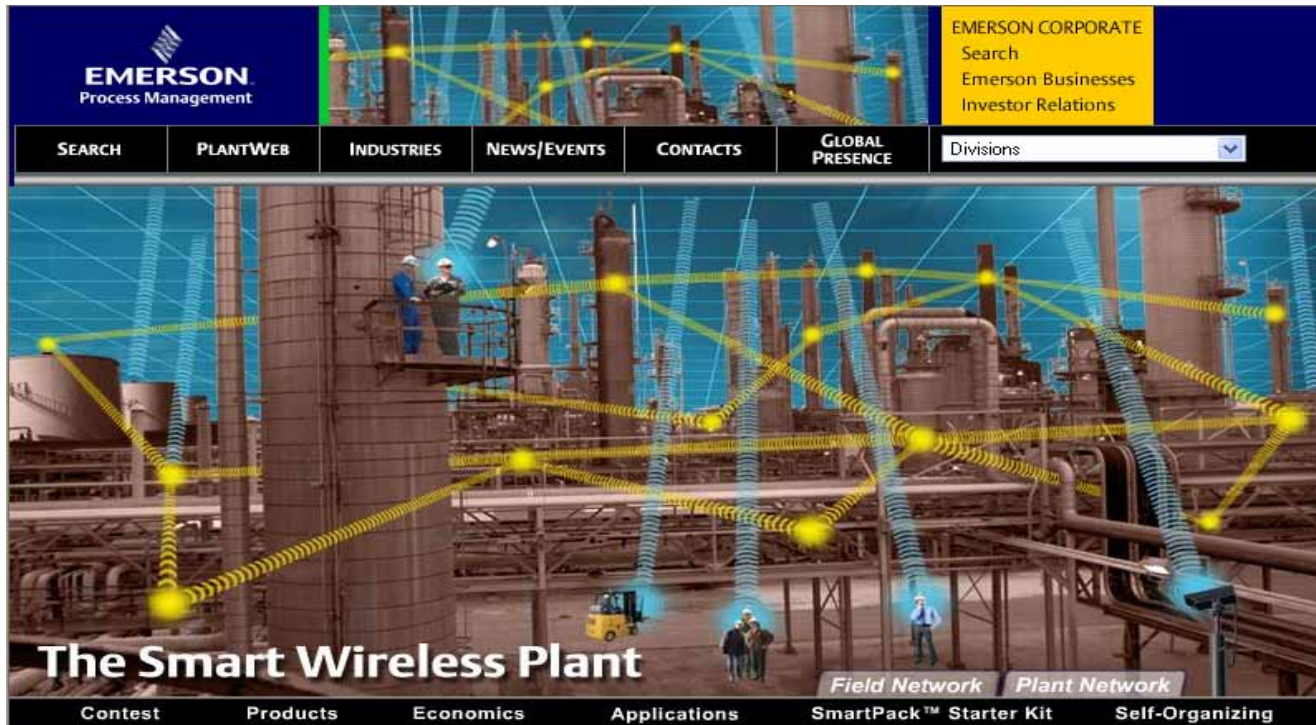 EMERSON
Process Management
EMERSON CORPORATE
Search
Emerson Businesses
Investor Relations
SEARCH
PLANTWEB
INDUSTRIES
NEWS/EVENTS
CONTACTS
GLOBAL
PRESENCE
Divisions
The Smart Wireless Plant
Field Network
Plant Network
Contest
Products
Economics
Applications
SmartPack™ Starter Kit
Self-Organizing